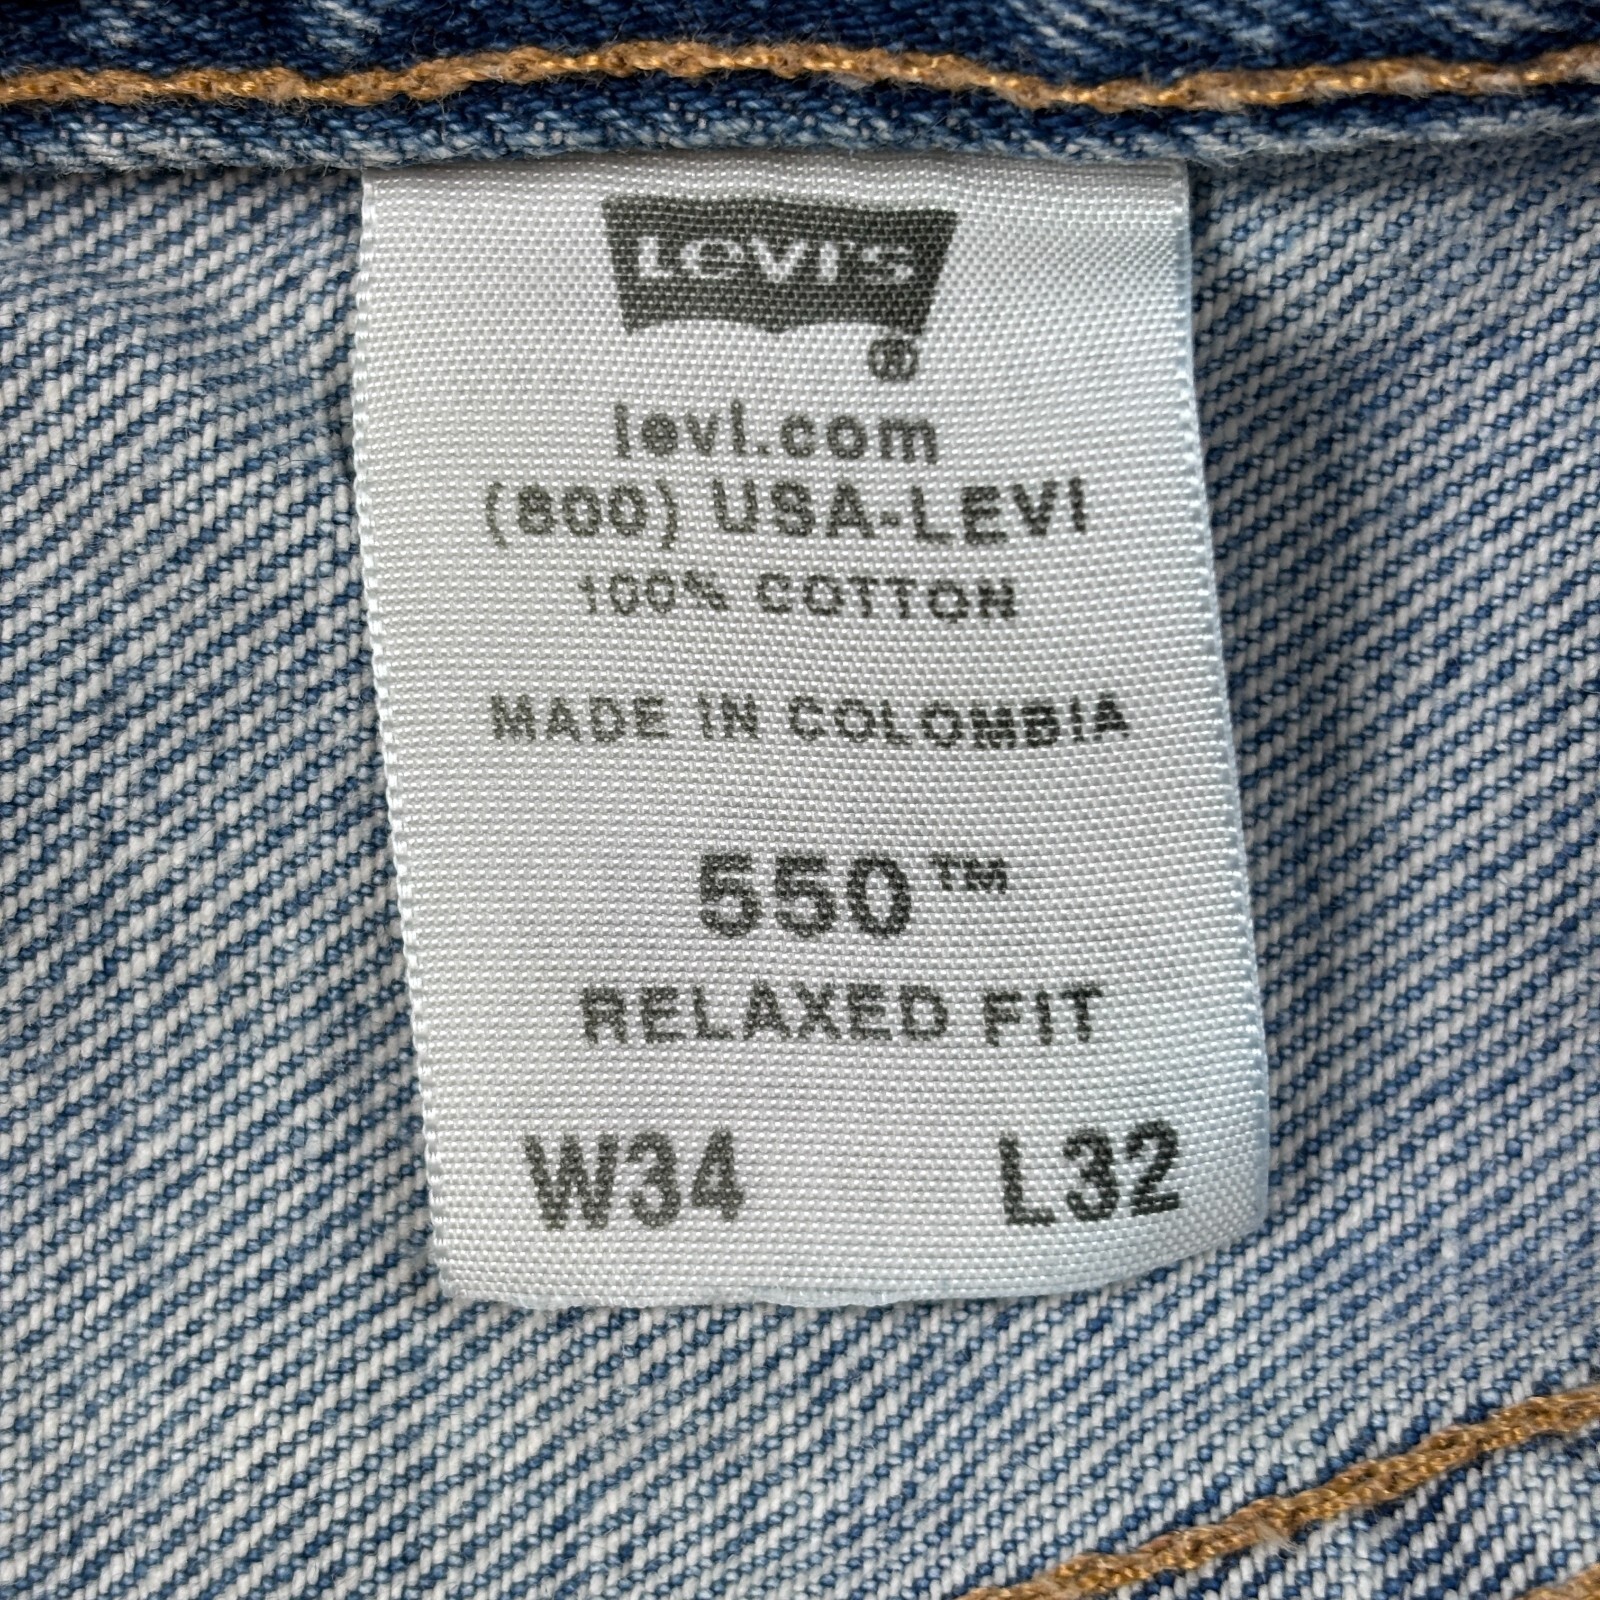 Levi's
®
levi.com
(800) USA-LEVI
100% COTTON
MADE IN COLOMBIA
550™
RELAXED FIT
W34 L32